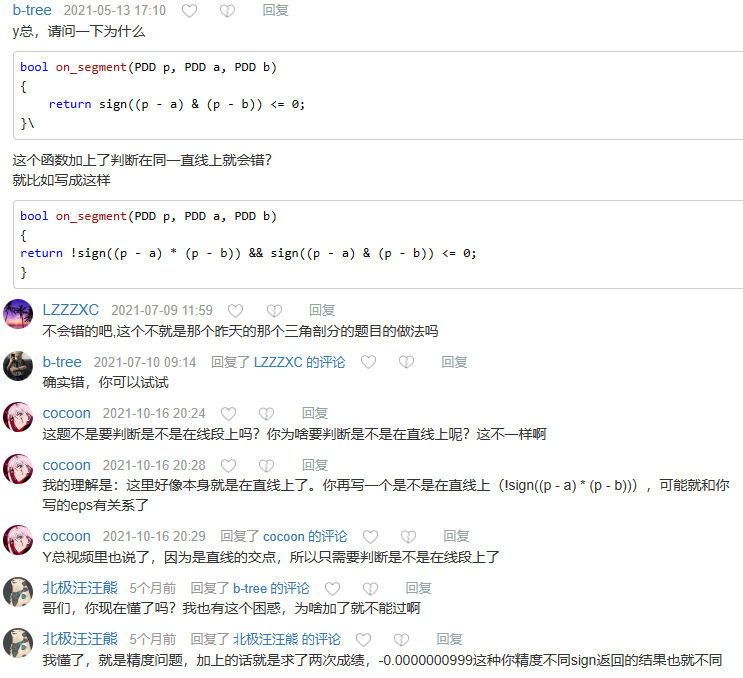 b-tree 2021-05-13 17:10 回复
y总，请问一下为什么
bool on_segment(PDD p, PDD a, PDD b)
{
    return sign((p - a) & (p - b)) <= 0;
}\
这个函数加上了判断在同一直线上就会错？
就比如写成这样
bool on_segment(PDD p, PDD a, PDD b)
{
return !sign((p - a) * (p - b)) && sign((p - a) & (p - b)) <= 0;
}
LZZZXC 2021-07-09 11:59 回复
不会错的吧,这个不就是那个昨天的那个三角剖分的题目的做法吗
b-tree 2021-07-10 09:14 回复了 LZZZXC 的评论 回复
确实错，你可以试试
cocoon 2021-10-16 20:24 回复
这题不是要判断是不是在线段上吗？你为啥要判断是不是在直线上呢？这不一样啊
cocoon 2021-10-16 20:28 回复
我的理解是：这里好像本身就是在直线上了。你再写一个是不是在直线上（!sign((p - a) * (p - b))），可能就和你
写的eps有关系了
cocoon 2021-10-16 20:29 回复了 cocoon 的评论 回复
Y总视频里也说了，因为是直线的交点，所以只需要判断是不是在线段上了
北极汪汪熊 5个月前 回复了 b-tree 的评论 回复
哥们，你现在懂了吗？我也有这个困惑，为啥加了就不能过啊
北极汪汪熊 5个月前 回复了 北极汪汪熊 的评论 回复
我懂了，就是精度问题，加上的话就是求了两次成绩，-0.0000000999这种你精度不同sign返回的结果也就不同